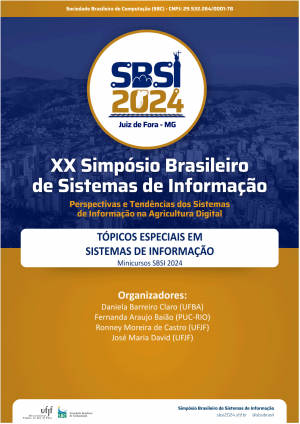 Sociedade Brasileira de Computação (SBC) - CNPJ: 29.532.264/0001-78
SBSI
2024
Juiz de Fora - MG
XX Simpósio Brasileiro
de Sistemas de Informação
Perspectivas e Tendências dos Sistemas
de Informação na Agricultura Digital
TÓPICOS ESPECIAIS EM
SISTEMAS DE INFORMAÇÃO
Minicursos SBSI 2024
Organizadores:
Daniela Barreiro Claro (UFBA)
Fernanda Araujo Baião (PUC-RIO)
Ronney Moreira de Castro (UFJF)
José Maria David (UFJF)
ufjf
Simpósio Brasileiro de Sistemas de Informação